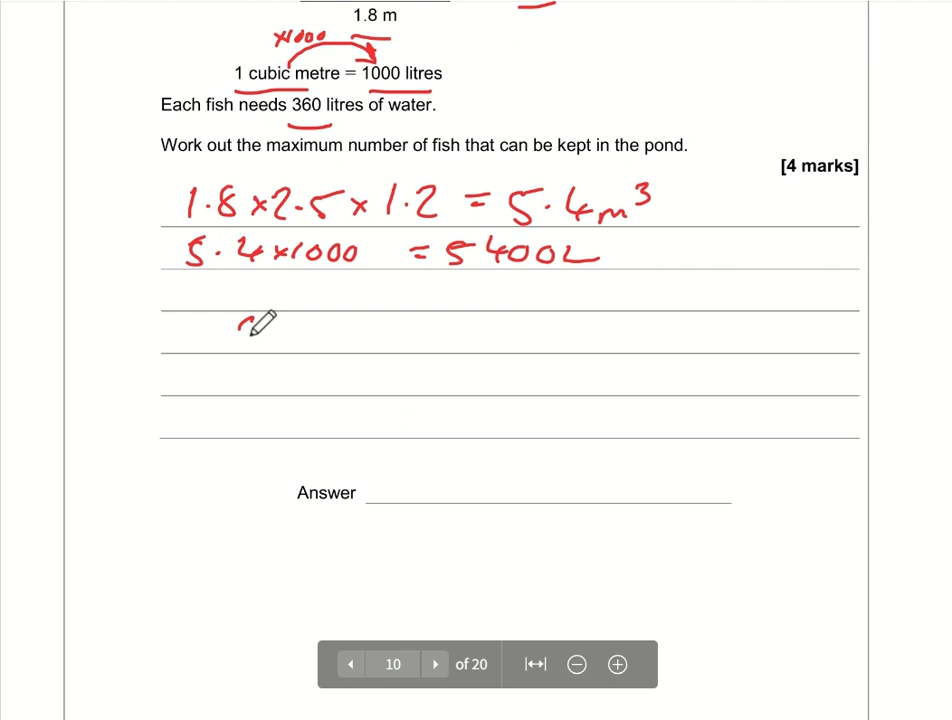 1.8 m
×1000
1 cubic metre = 1000 litres
Each fish needs 360 litres of water.
Work out the maximum number of fish that can be kept in the pond.
[4 marks]
1.8 × 2.5 × 1.2 = 5.4 m³
5.4 × 1000 = 5400L
Answer
10 of 20